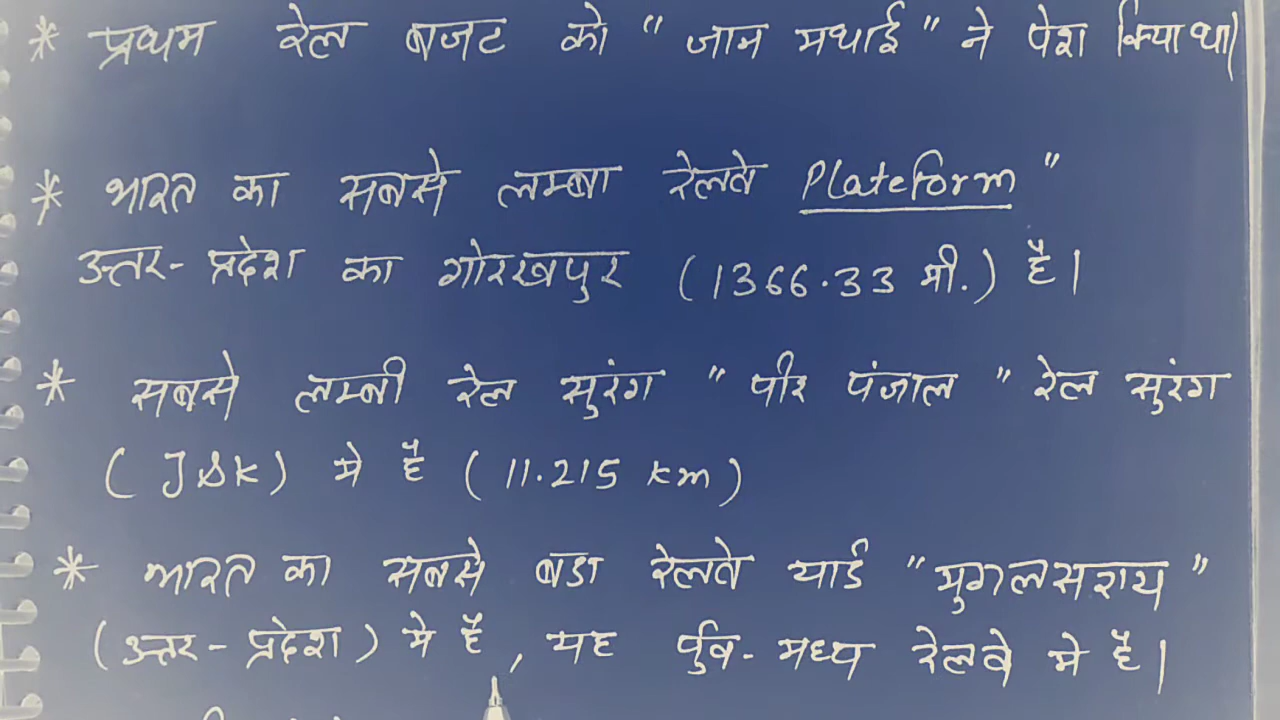 * प्रथम रेल बजट को " जान मथाई " ने पेश किया था|
* भारत का सबसे लम्बा रेलवे Plateform "
उत्तर - प्रदेश का गोरखपुर (1366.33 मी.) है|
* सबसे लम्बी रेल सुरंग " पीर पंजाल " रेल सुरंग
( J&K ) मे है ( 11.215 km )
* भारत का सबसे बडा रेलवे यार्ड " मुगलसराय "
(उत्तर - प्रदेश ) मे है , यह र्पुव - मध्य रेलवे मे है|